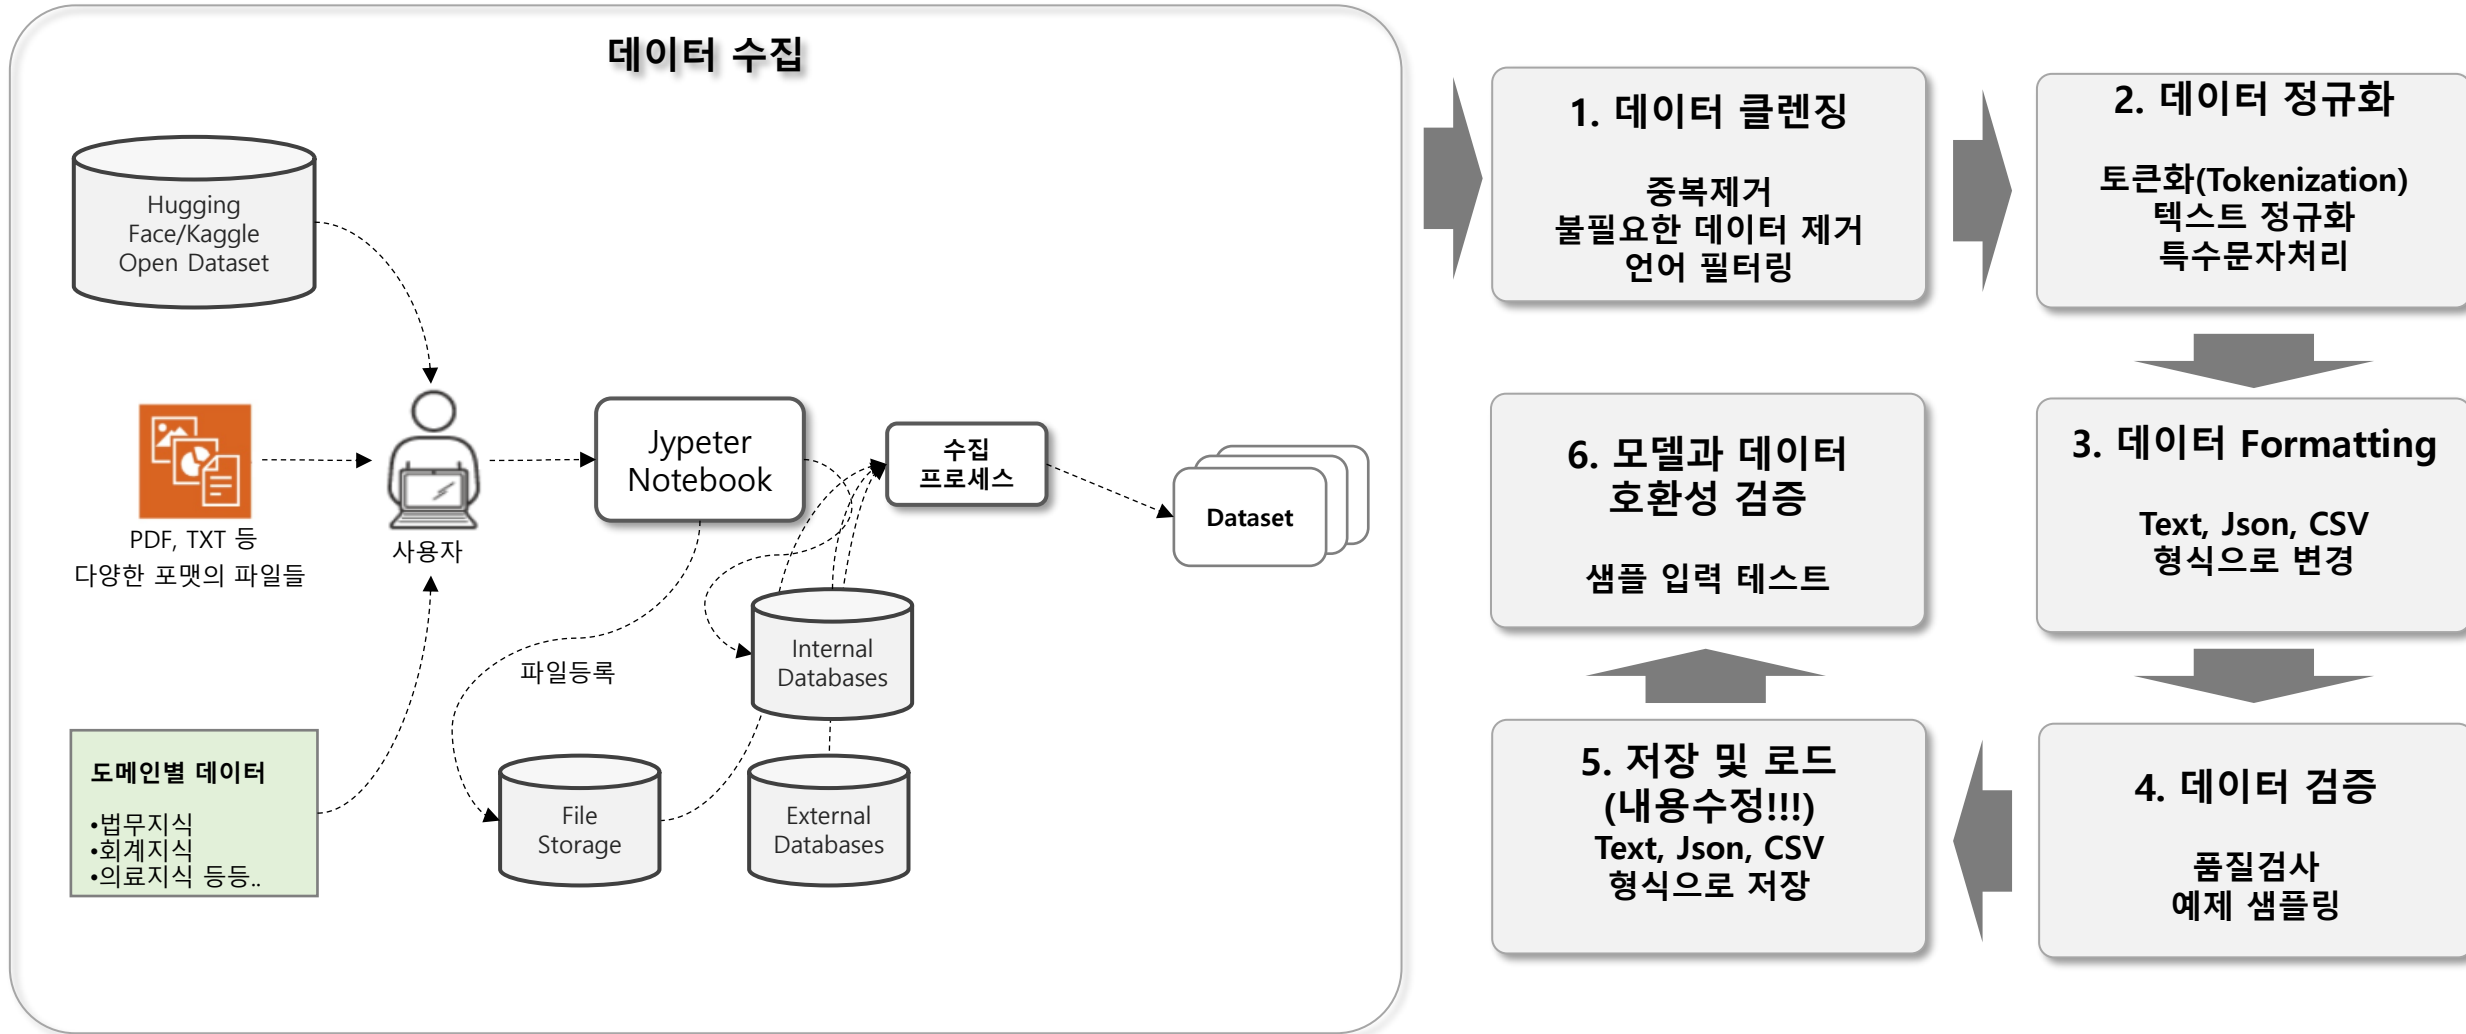 데이터 수집
Hugging
Face/Kaggle
Open Dataset
PDF, TXT 등
다양한 포맷의 파일들
사용자
도메인별 데이터
•법무지식
•회계지식
•의료지식 등등..
Jypeter
Notebook
파일등록
File
Storage
Internal
Databases
External
Databases
수집
프로세스
Dataset
1. 데이터 클렌징
중복제거
불필요한 데이터 제거
언어 필터링
2. 데이터 정규화
토큰화(Tokenization)
텍스트 정규화
특수문자처리
3. 데이터 Formatting
Text, Json, CSV
형식으로 변경
4. 데이터 검증
품질검사
예제 샘플링
5. 저장 및 로드
(내용수정!!!)
Text, Json, CSV
형식으로 저장
6. 모델과 데이터
호환성 검증
샘플 입력 테스트